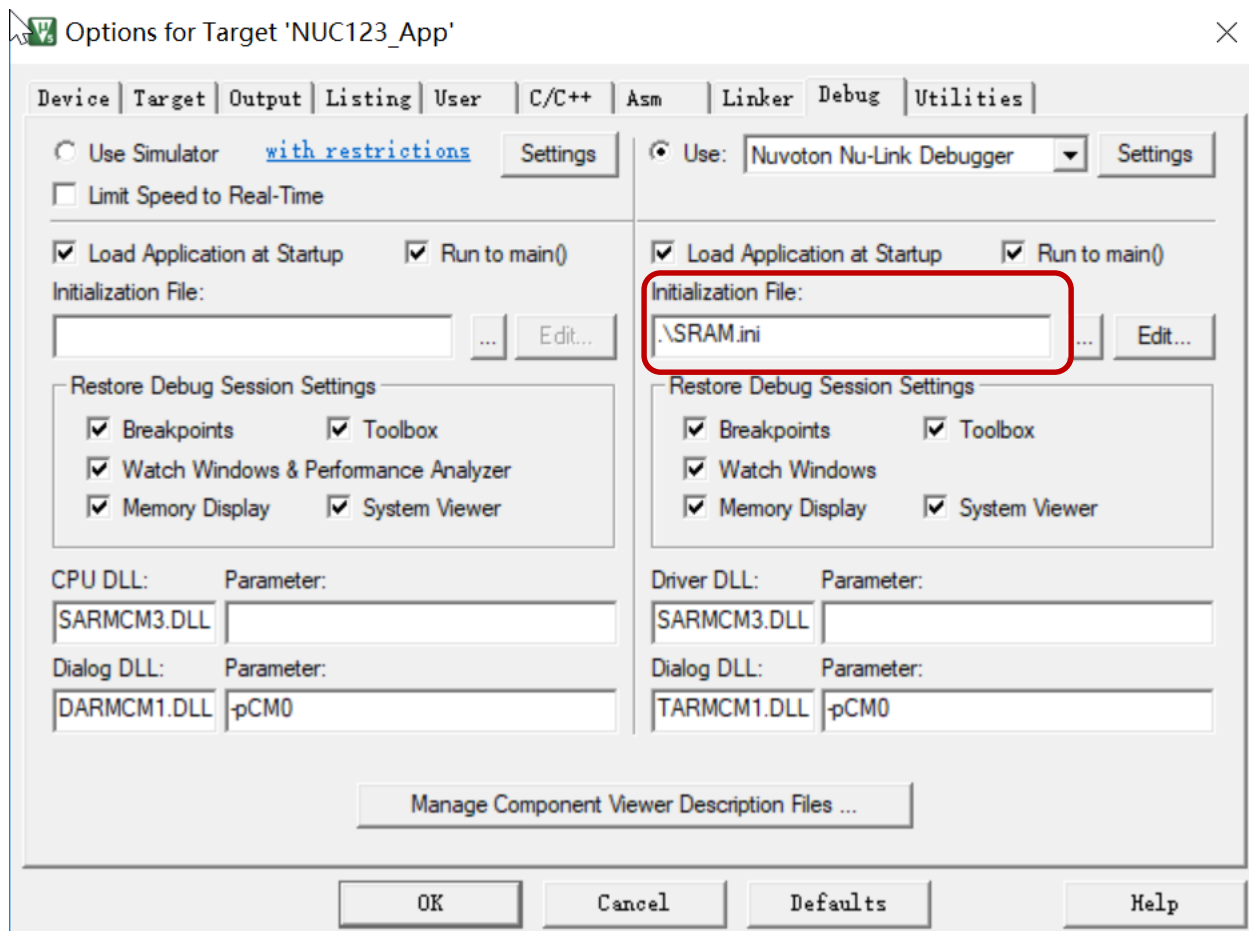 Options for Target 'NUC123_App'
Device Target Output Listing User C/C++ Asm Linker Debug Utilities
Use Simulator with restrictions Settings
Limit Speed to Real-Time
Load Application at Startup Run to main()
Initialization File:
... Edit...
Restore Debug Session Settings
Breakpoints Toolbox
Watch Windows & Performance Analyzer
Memory Display System Viewer
CPU DLL: Parameter:
SARMCM3.DLL
Dialog DLL: Parameter:
DARMCM1.DLL -pCM0
Use: Nuvoton Nu-Link Debugger Settings
Load Application at Startup Run to main()
Initialization File:
.\SRAM.ini ... Edit...
Restore Debug Session Settings
Breakpoints Toolbox
Watch Windows
Memory Display System Viewer
Driver DLL: Parameter:
SARMCM3.DLL
Dialog DLL: Parameter:
TARMCM1.DLL -pCM0
Manage Component Viewer Description Files ...
OK Cancel Defaults Help